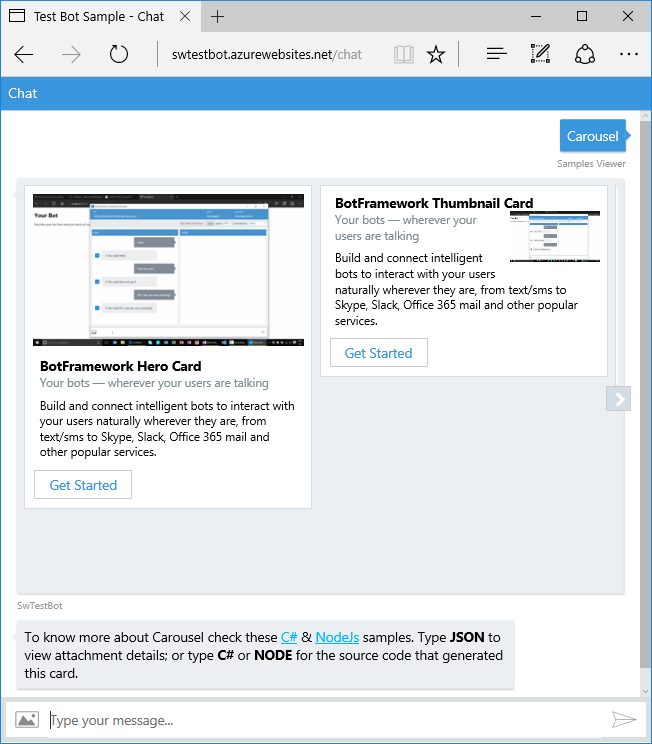 Test Bot Sample - Chat
swtestbot.azurewebsites.net/chat
Chat
Carousel
Samples Viewer
Your Bot
BotFramework Hero Card
Your bots — wherever your users are talking
Build and connect intelligent bots to interact with
your users naturally wherever they are, from
text/sms to Skype, Slack, Office 365 mail and
other popular services.
Get Started
BotFramework Thumbnail Card
Your bots — wherever your
users are talking
Build and connect intelligent
bots to interact with your users
naturally wherever they are, from text/sms to
Skype, Slack, Office 365 mail and other popular
services.
Get Started
SwTestBot
To know more about Carousel check these C# & NodeJs samples. Type JSON to
view attachment details; or type C# or NODE for the source code that generated
this card.
Type your message...